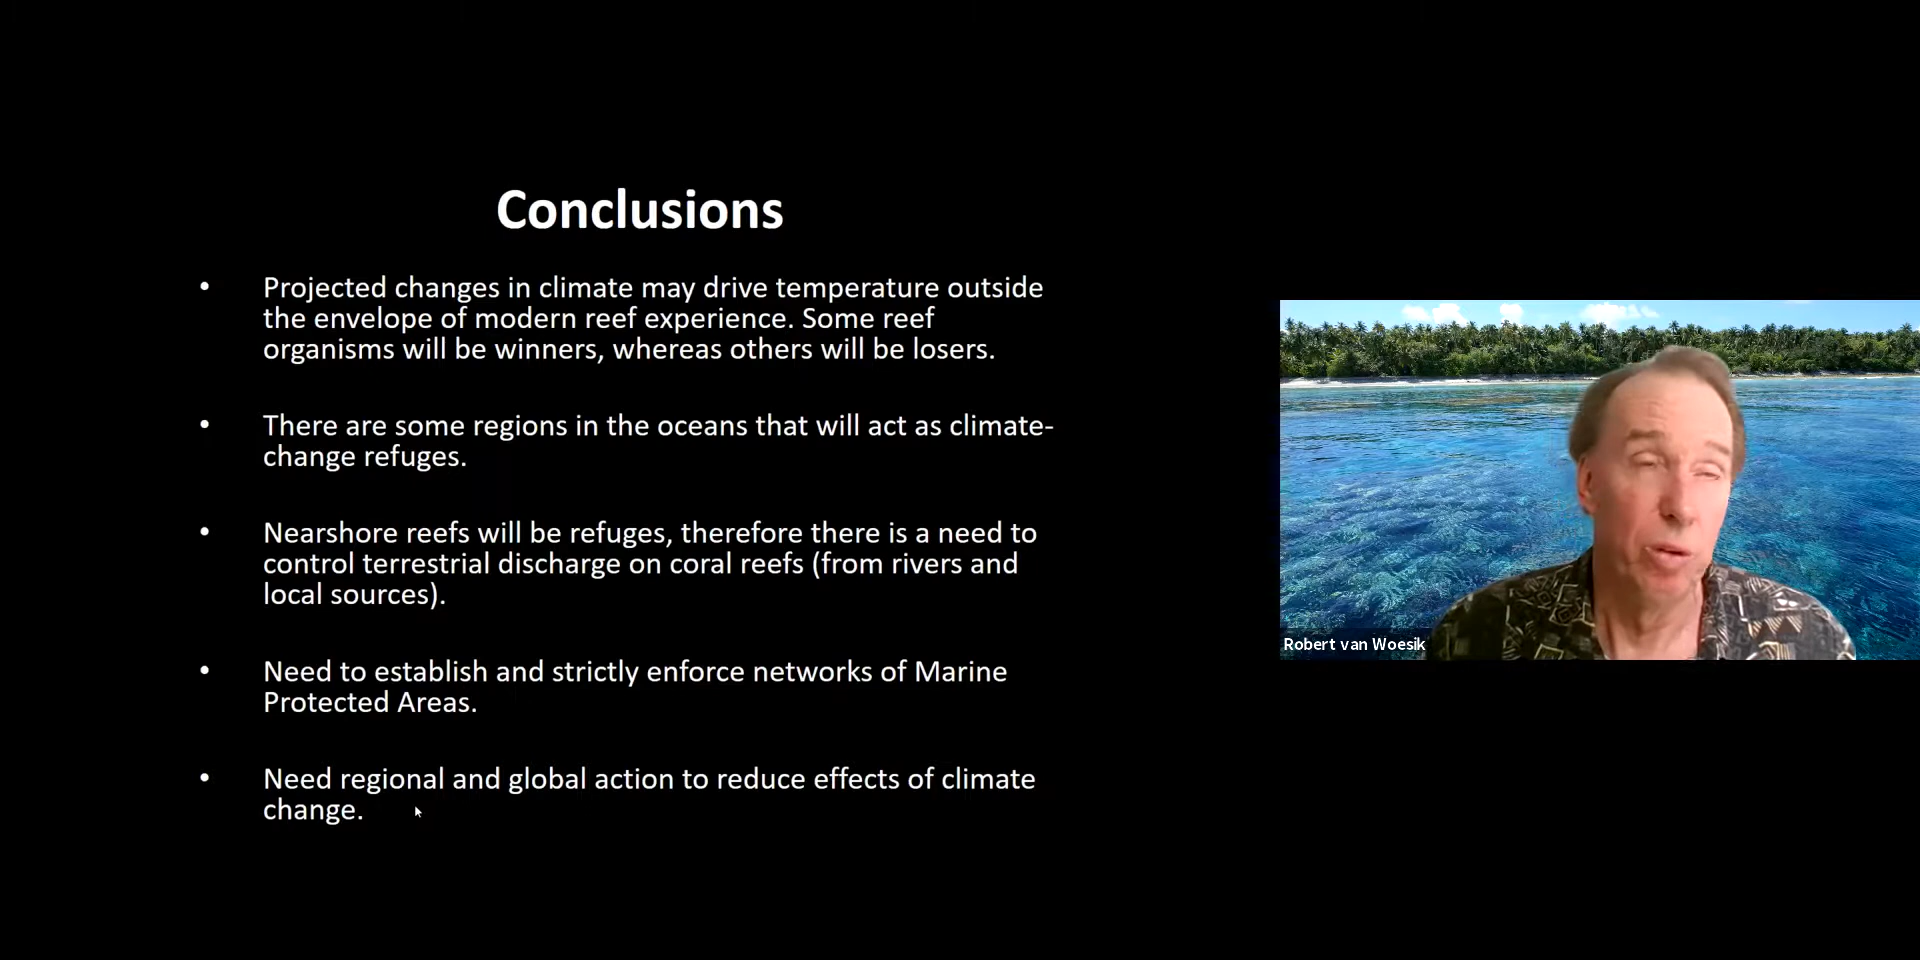 Conclusions
• Projected changes in climate may drive temperature outside
the envelope of modern reef experience. Some reef
organisms will be winners, whereas others will be losers.
• There are some regions in the oceans that will act as climate-
change refuges.
• Nearshore reefs will be refuges, therefore there is a need to
control terrestrial discharge on coral reefs (from rivers and
local sources).
• Need to establish and strictly enforce networks of Marine
Protected Areas.
• Need regional and global action to reduce effects of climate
change.
Robert van Woesik